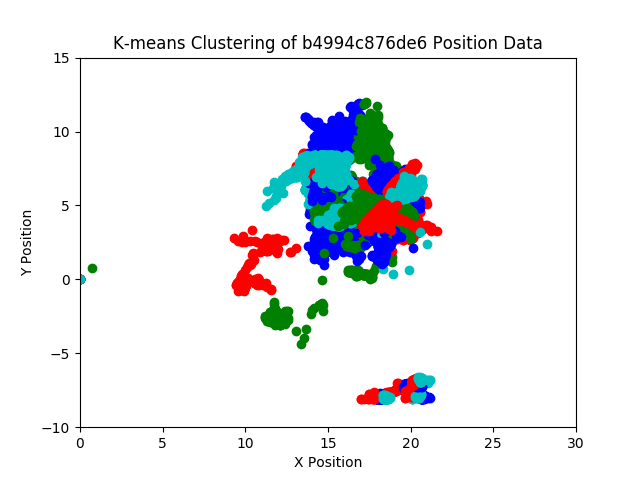 K-means Clustering of b4994c876de6 Position Data
15
10
5
0
−5
−10
Y Position
0 5 10 15 20 25 30
X Position